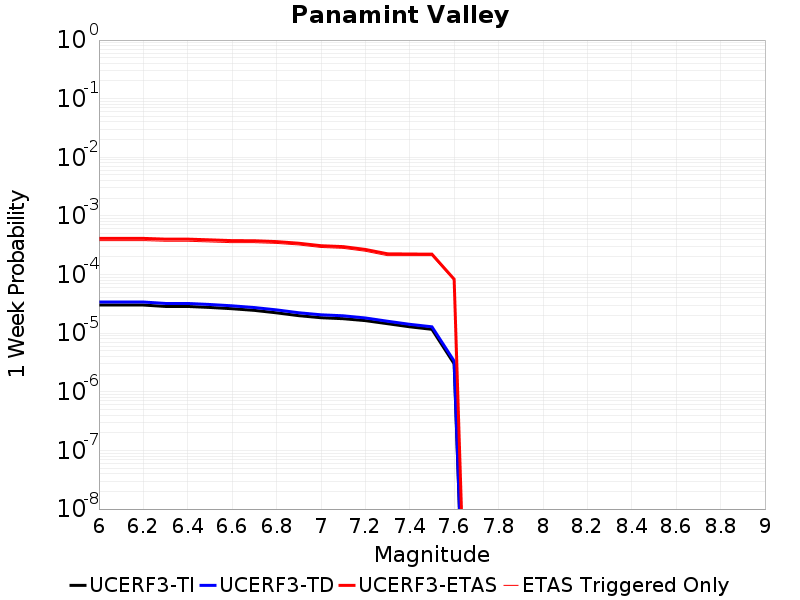 Panamint Valley
10^0
10^-1
10^-2
10^-3
10^-4
10^-5
10^-6
10^-7
10^-8
1 Week Probability
6 6.2 6.4 6.6 6.8 7 7.2 7.4 7.6 7.8 8 8.2 8.4 8.6 8.8 9
Magnitude
UCERF3-TI UCERF3-TD UCERF3-ETAS ETAS Triggered Only